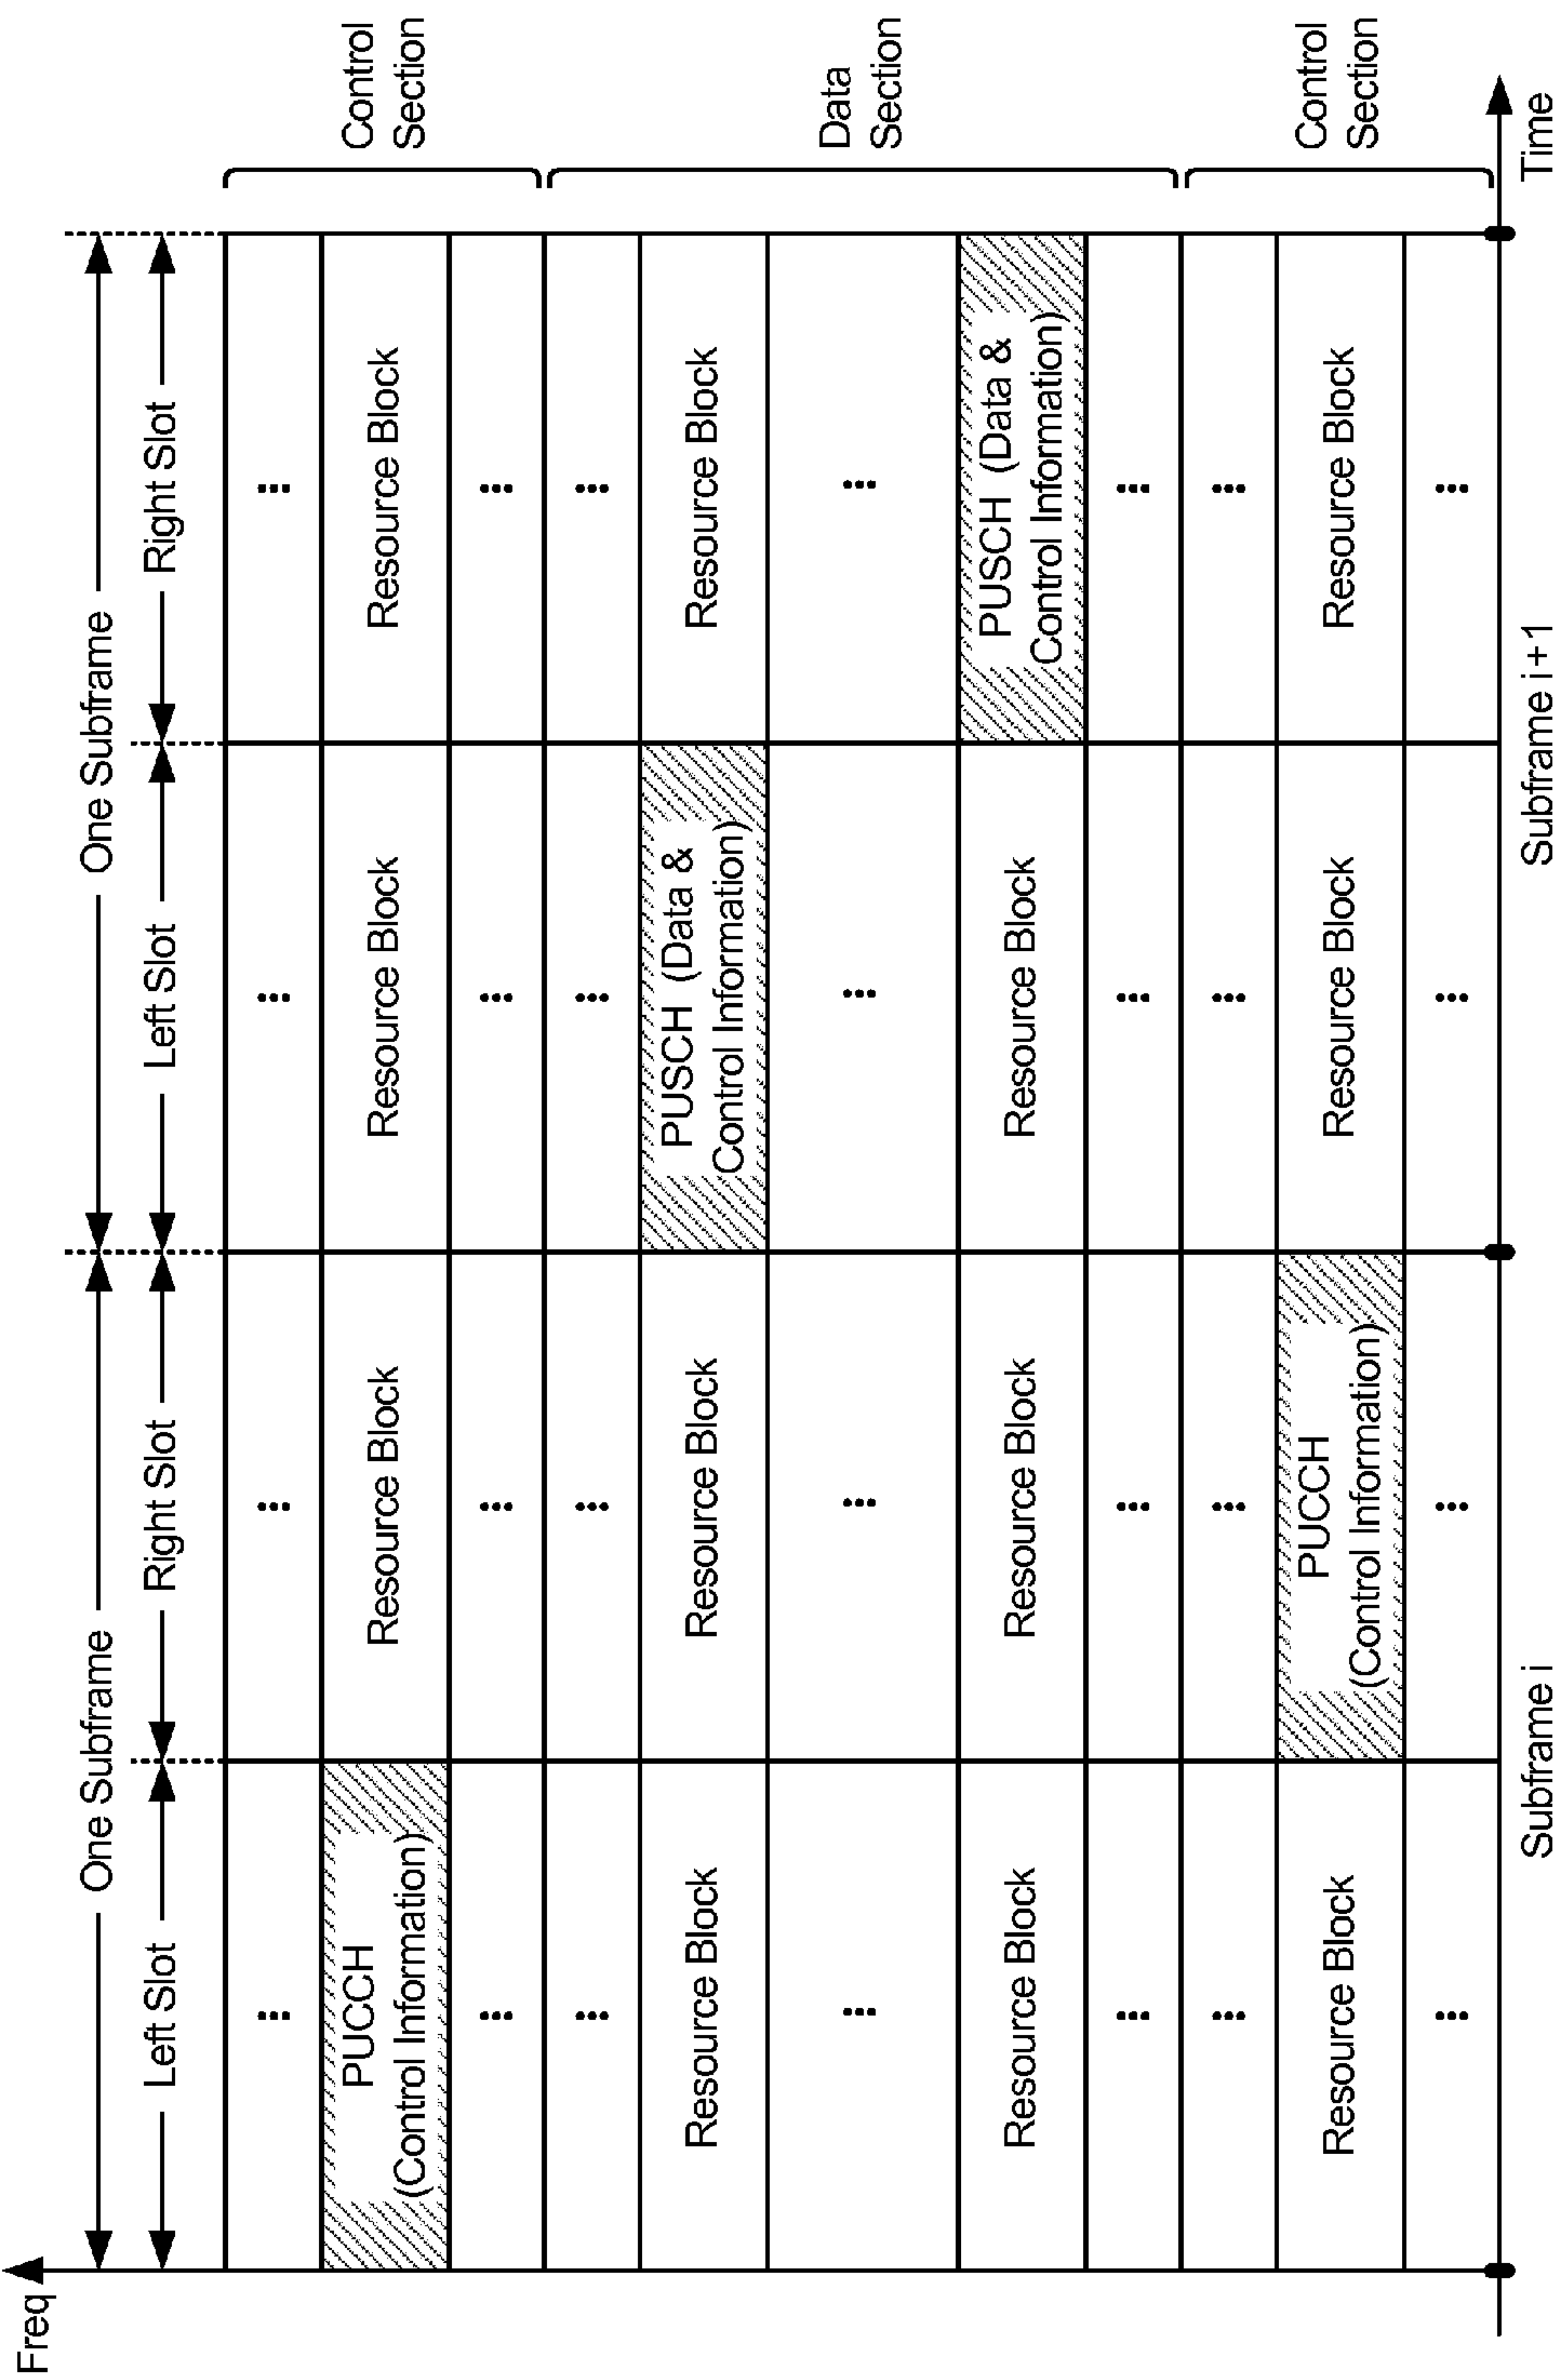 Freq
One Subframe
One Subframe
Left Slot
Right Slot
Left Slot
Right Slot
...
...
...
...
Control
Section
PUCCH
(Control Information)
Resource Block
Resource Block
Resource Block
...
...
...
...
...
...
...
...
Data
Section
Resource Block
Resource Block
PUSCH (Data &
Control Information)
Resource Block
...
...
...
...
Resource Block
Resource Block
Resource Block
PUSCH (Data &
Control Information)
...
...
...
...
...
...
...
...
Control
Section
Resource Block
PUCCH
(Control Information)
Resource Block
Resource Block
...
...
...
...
Subframe i
Subframe i+1
Time